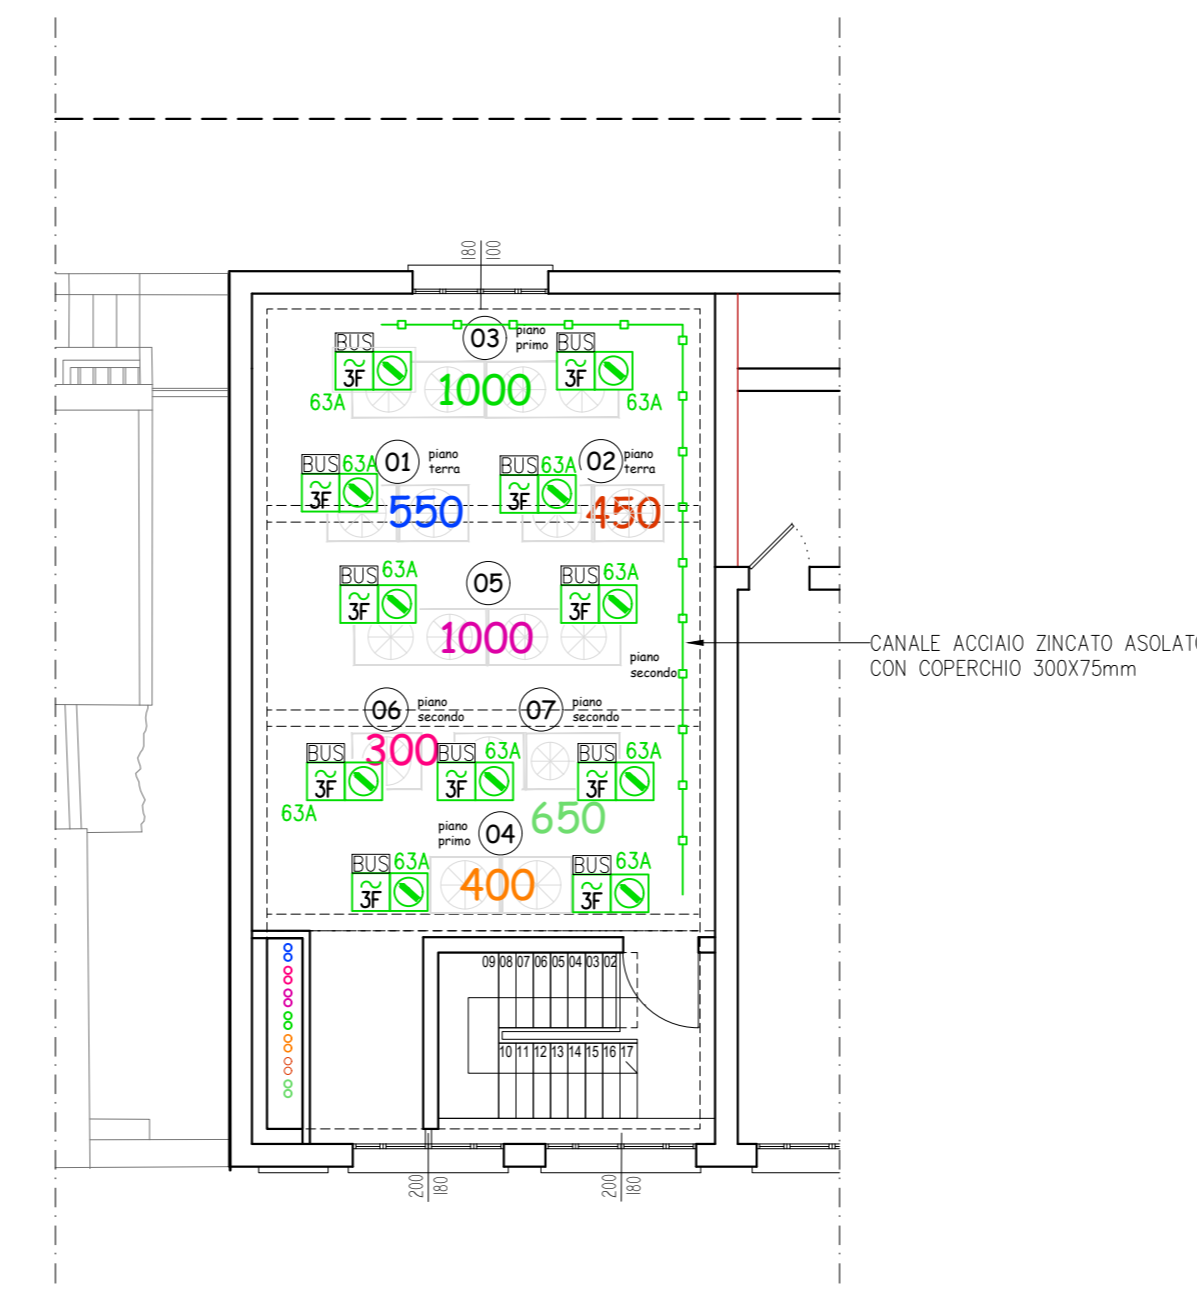 180
100
03
piano
primo
BUS
3F
63A
1000
BUS
3F
63A
01
piano
terra
BUS 63A
3F
550
02
piano
terra
BUS 63A
3F
450
05
BUS 63A
3F
1000
BUS 63A
3F
piano
secondo
CANALE ACCIAIO ZINCATO ASOLATO
CON COPERCHIO 300X75mm
06
piano
secondo
07
piano
secondo
300
BUS
3F
63A
BUS 63A
3F
BUS 63A
3F
650
piano
primo
04
BUS 63A
3F
400
BUS 63A
3F
09 08 07 06 05 04 03 02
10 11 12 13 14 15 16 17
200
180
200
180